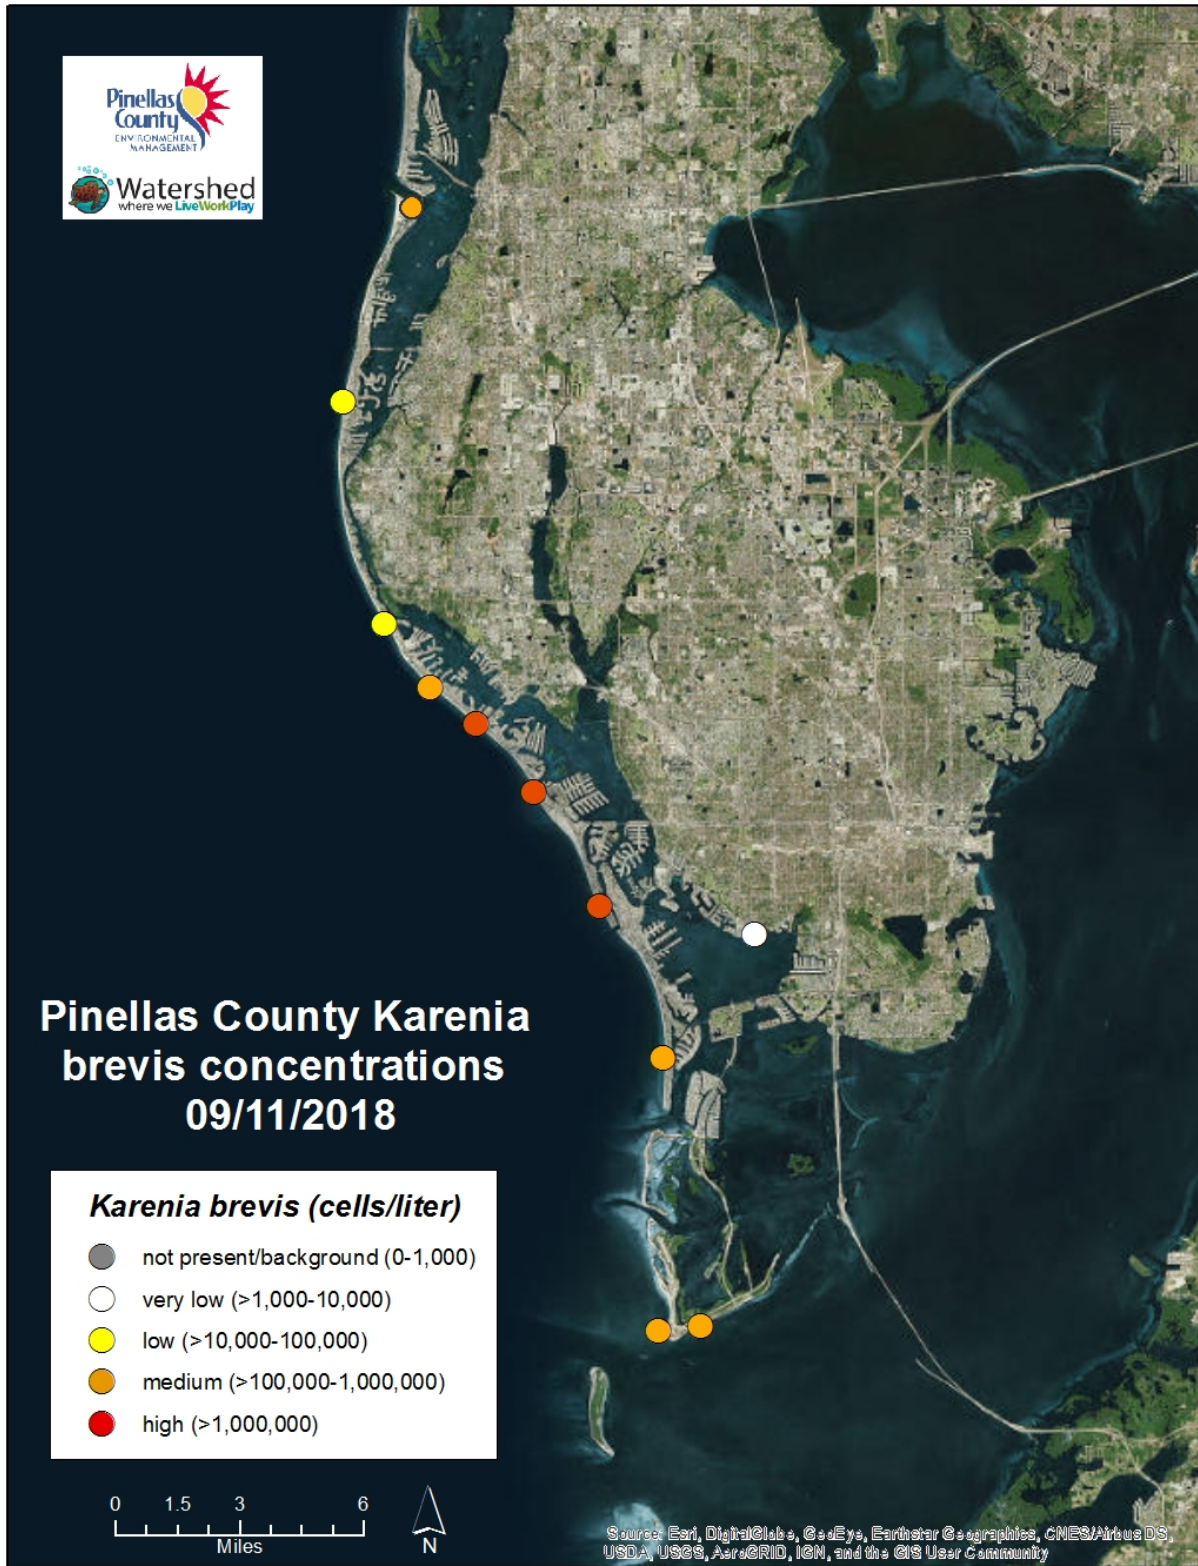 Pinellas
County
ENVIRONMENTAL
MANAGEMENT
Watershed
where we LiveWorkPlay
Pinellas County Karenia
brevis concentrations
09/11/2018
Karenia brevis (cells/liter)
not present/background (0-1,000)
very low (>1,000-10,000)
low (>10,000-100,000)
medium (>100,000-1,000,000)
high (>1,000,000)
0 1.5 3 6
Miles
N
Source: Esri, DigitalGlobe, GeoEye, Earthstar Geographics, CNES/Airbus DS,
USDA, USGS, AeroGRID, IGN, and the GIS User Community